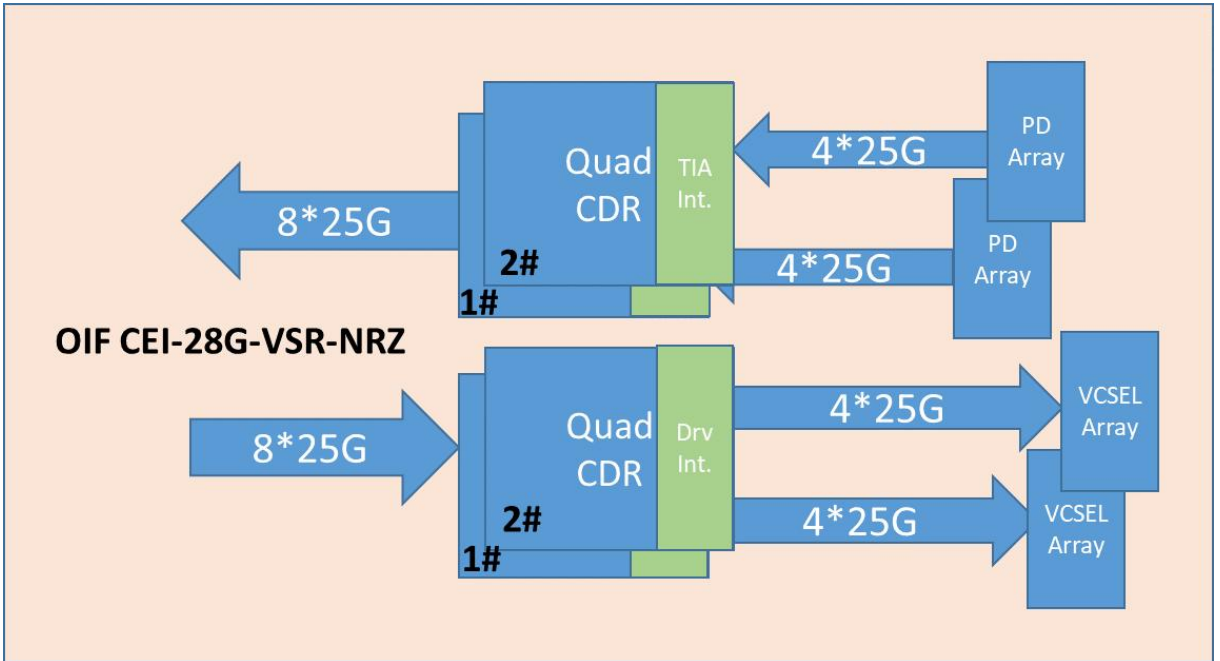 PD
Array
4*25G
Quad
CDR
TIA
Int.
8*25G
PD
Array
4*25G
2#
1#
OIF CEI-28G-VSR-NRZ
VCSEL
Array
4*25G
Quad
CDR
Drv
Int.
8*25G
2#
4*25G
VCSEL
Array
1#